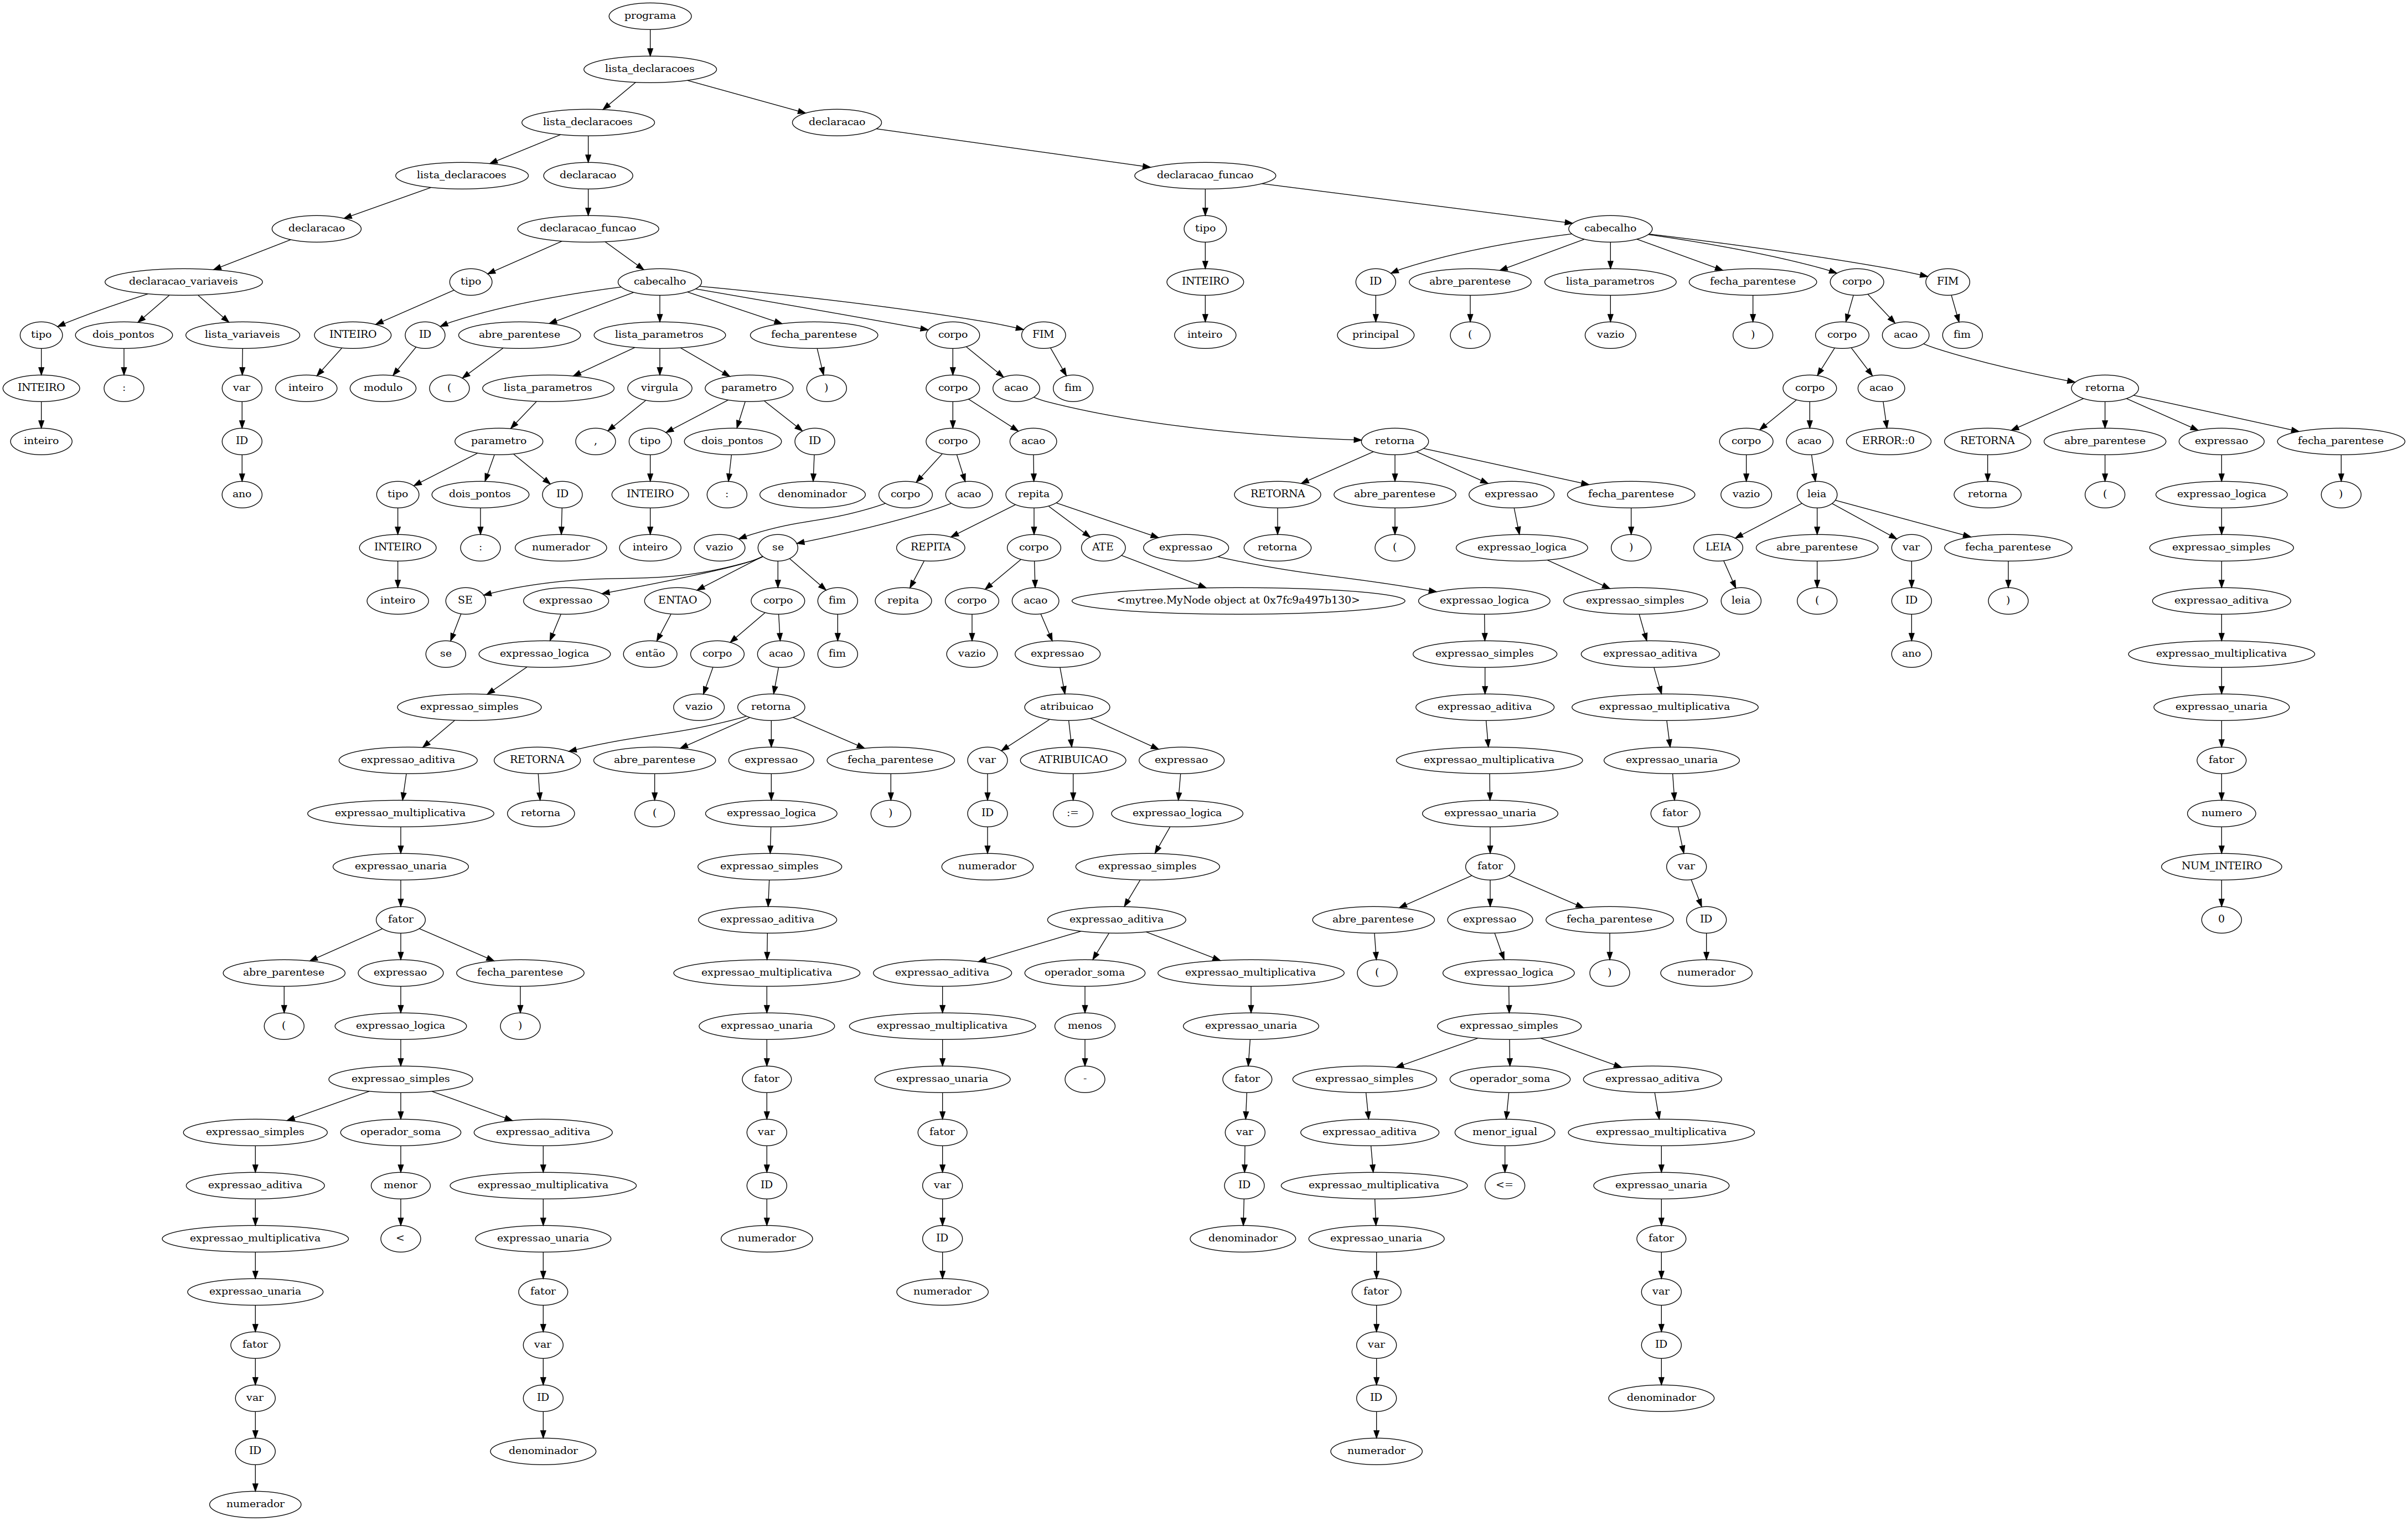 programa
lista_declaracoes
lista_declaracoes declaracao
lista_declaracoes declaracao declaracao_funcao
declaracao declaracao_funcao tipo cabecalho
declaracao_variaveis tipo cabecalho INTEIRO ID abre_parentese lista_parametros fecha_parentese corpo FIM
tipo dois_pontos lista_variaveis INTEIRO ID abre_parentese lista_parametros fecha_parentese corpo FIM inteiro principal ( vazio ) corpo acao fim
INTEIRO : var inteiro modulo ( lista_parametros virgula parametro ) corpo acao fim corpo acao retorna
inteiro ID parametro , tipo dois_pontos ID corpo acao retorna corpo acao ERROR::0 RETORNA abre_parentese expressao fecha_parentese
ano tipo dois_pontos ID INTEIRO : denominador corpo acao repita RETORNA abre_parentese expressao fecha_parentese vazio leia retorna ( expressao_logica )
INTEIRO : numerador inteiro vazio se REPITA corpo ATE expressao retorna ( expressao_logica ) LEIA abre_parentese var fecha_parentese expressao_simples
inteiro SE expressao ENTAO corpo fim repita corpo acao <mytree.MyNode object at 0x7fc9a497b130> expressao_logica expressao_simples leia ( ID ) expressao_aditiva
se expressao_logica então corpo acao fim vazio expressao expressao_simples expressao_aditiva ano expressao_multiplicativa
expressao_simples vazio retorna atribuicao expressao_aditiva expressao_multiplicativa expressao_unaria
expressao_aditiva RETORNA abre_parentese expressao fecha_parentese var ATRIBUICAO expressao expressao_multiplicativa expressao_unaria fator
expressao_multiplicativa retorna ( expressao_logica ) ID := expressao_logica expressao_unaria fator numero
expressao_unaria expressao_simples numerador expressao_simples fator var NUM_INTEIRO
fator expressao_aditiva expressao_aditiva abre_parentese expressao fecha_parentese ID 0
abre_parentese expressao fecha_parentese expressao_multiplicativa expressao_aditiva operador_soma expressao_multiplicativa ( expressao_logica ) numerador
( expressao_logica ) expressao_unaria expressao_multiplicativa menos expressao_unaria expressao_simples
expressao_simples fator expressao_unaria - fator expressao_simples operador_soma expressao_aditiva
expressao_simples operador_soma expressao_aditiva var fator var expressao_aditiva menor_igual expressao_multiplicativa
expressao_aditiva menor expressao_multiplicativa ID var ID expressao_multiplicativa <= expressao_unaria
expressao_multiplicativa < expressao_unaria numerador ID denominador expressao_unaria fator
expressao_unaria fator numerador fator var
fator var var ID
var ID ID denominador
ID denominador numerador
numerador